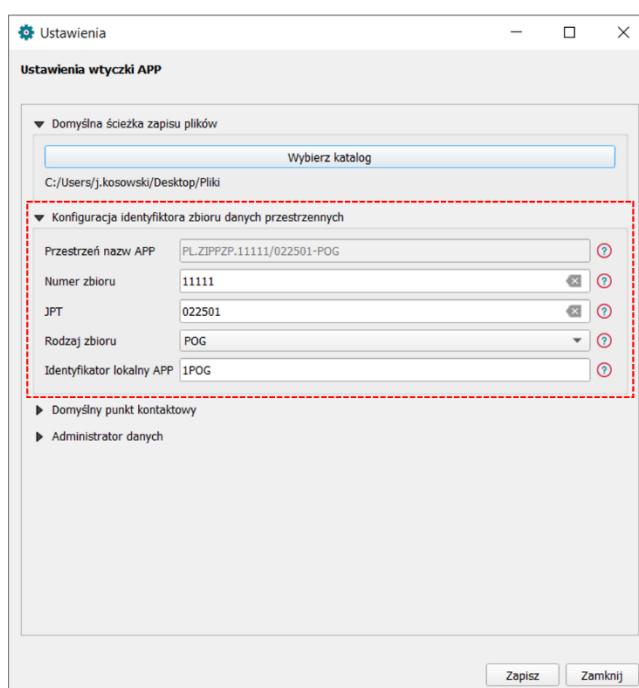 Ustawienia
Ustawienia wtyczki APP
Domyślna ścieżka zapisu plików
Wybierz katalog
C:/Users/j.kosowski/Desktop/Pliki
Konfiguracja identyfiktora zbioru danych przestrzennych
Przestrzeń nazw APP PL.ZIPPZP.11111/022501-POG
Numer zbioru 11111
JPT 022501
Rodzaj zbioru POG
Identyfikator lokalny APP 1POG
Domyślny punkt kontaktowy
Administrator danych
Zapisz Zamknij